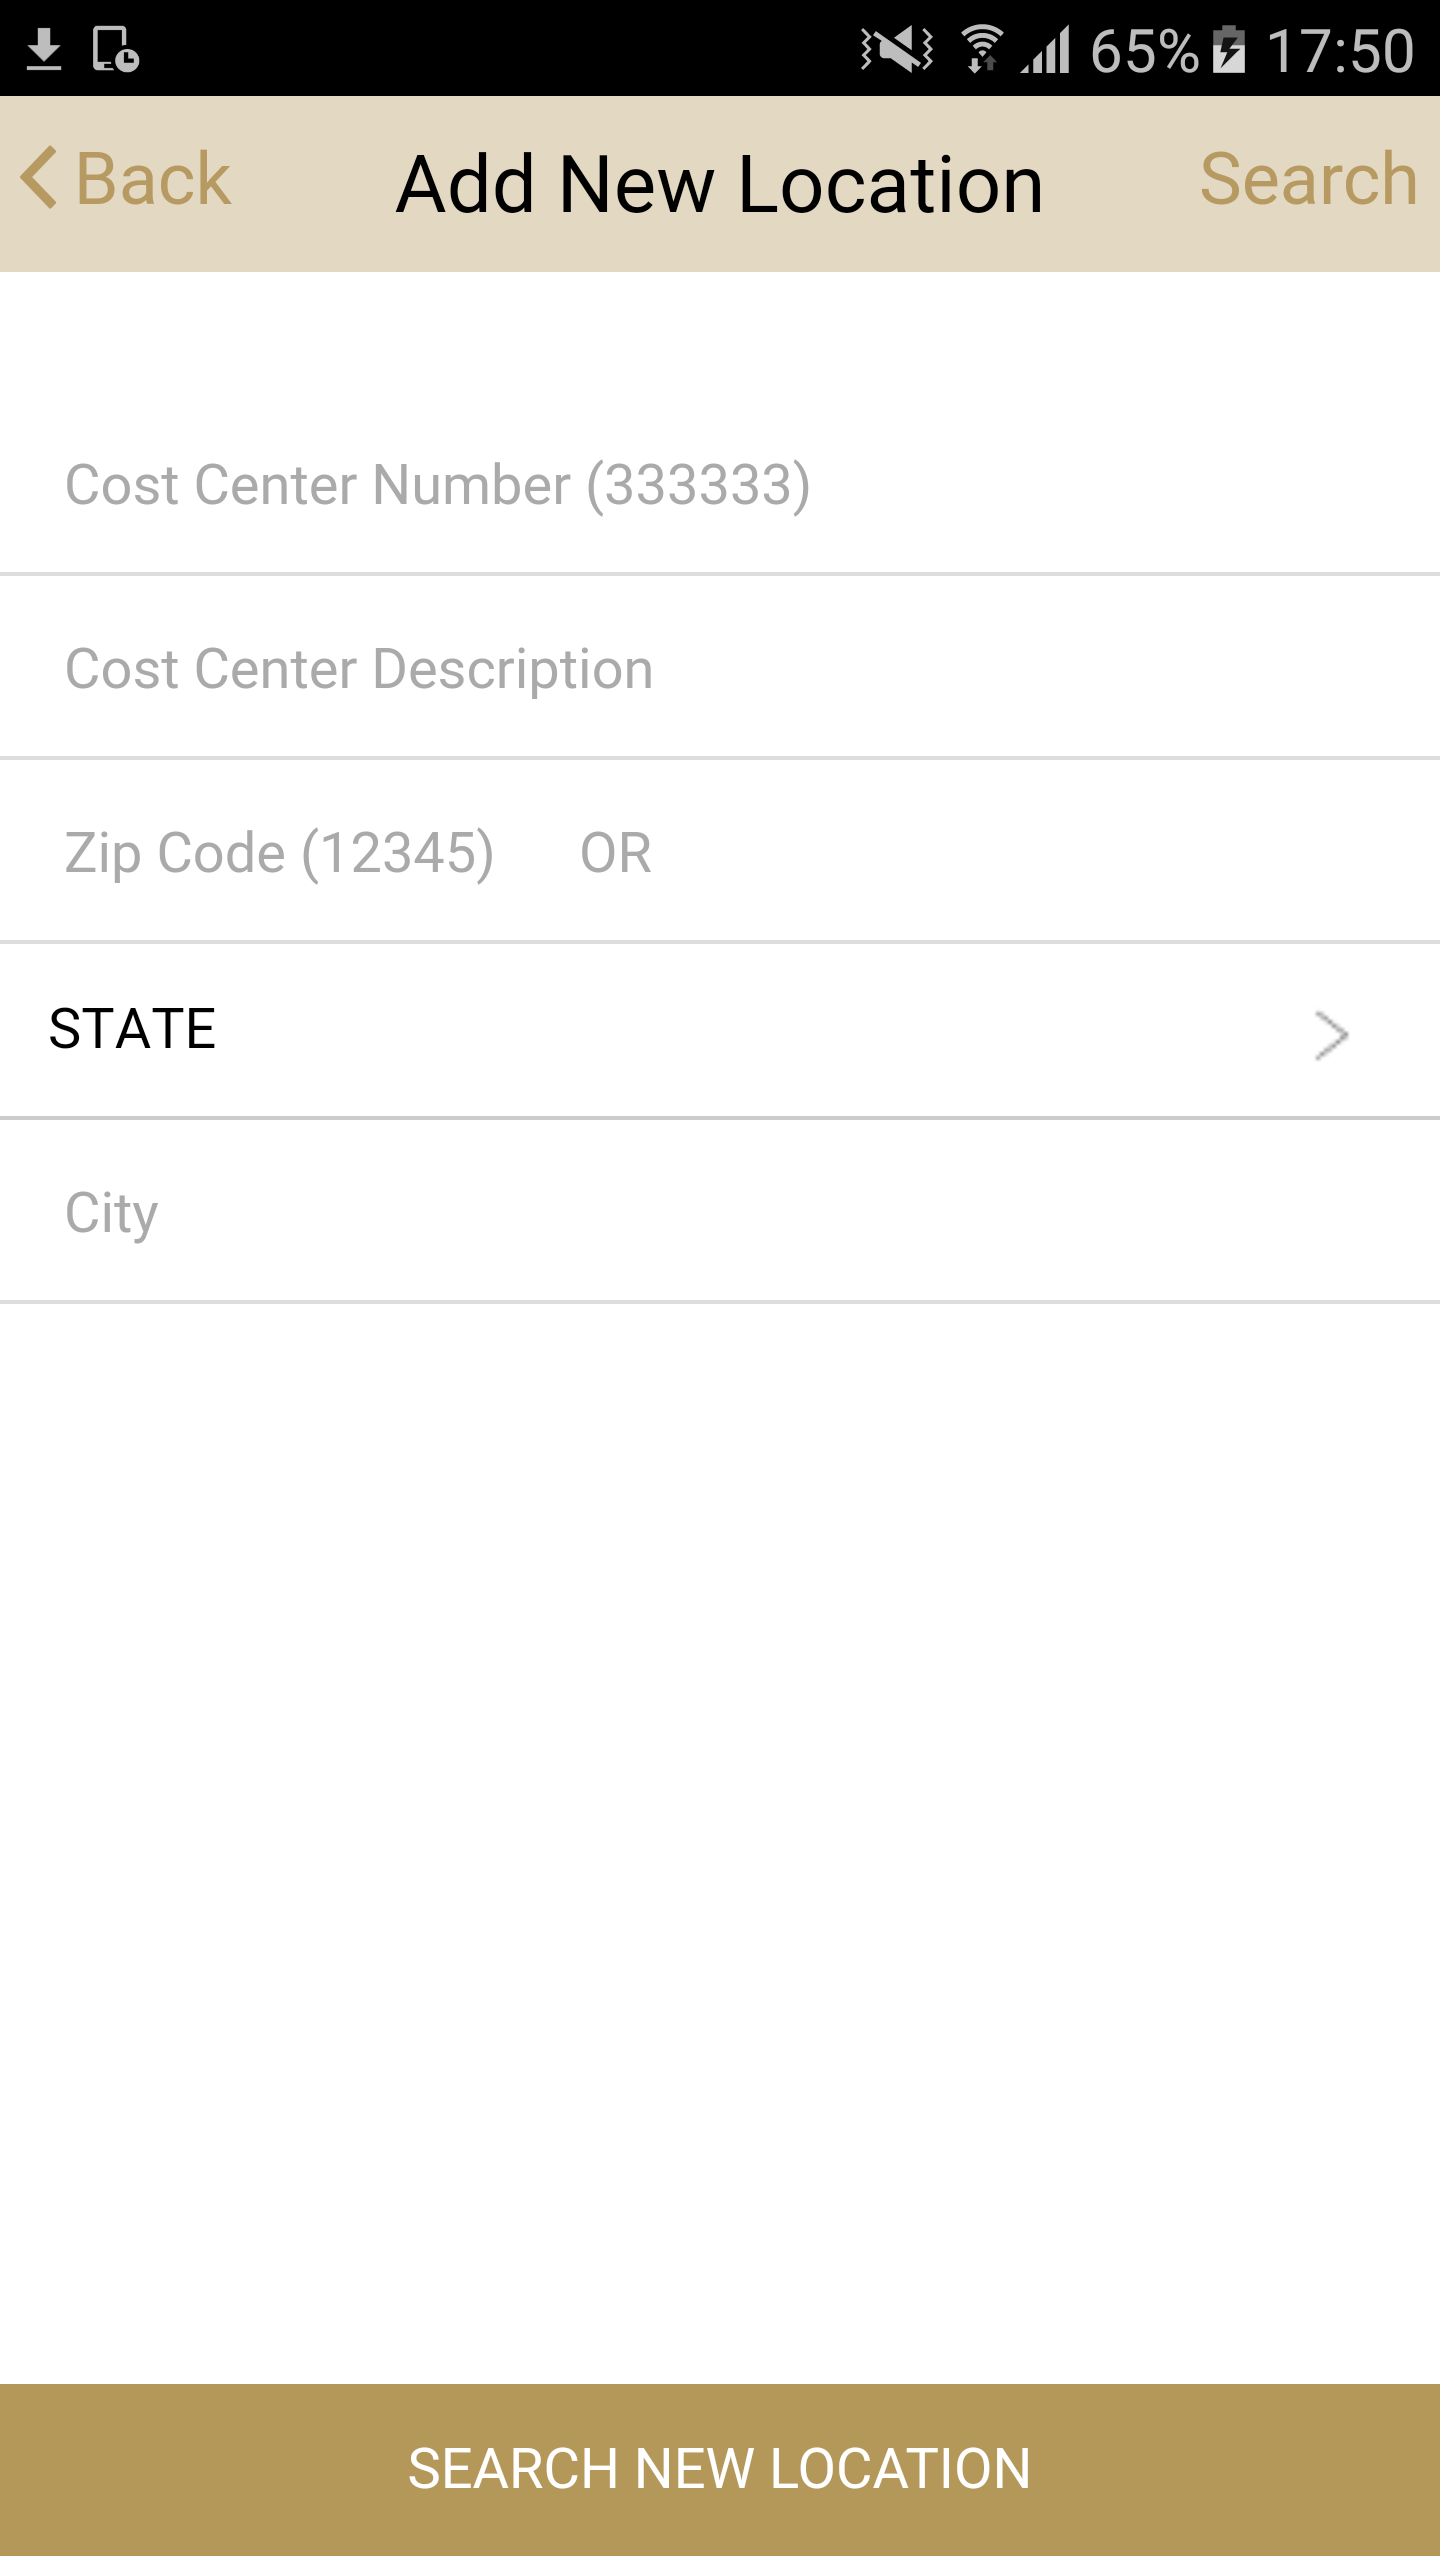 65% 17:50
Back Add New Location Search
Cost Center Number (333333)
Cost Center Description
Zip Code (12345) OR
STATE
City
SEARCH NEW LOCATION